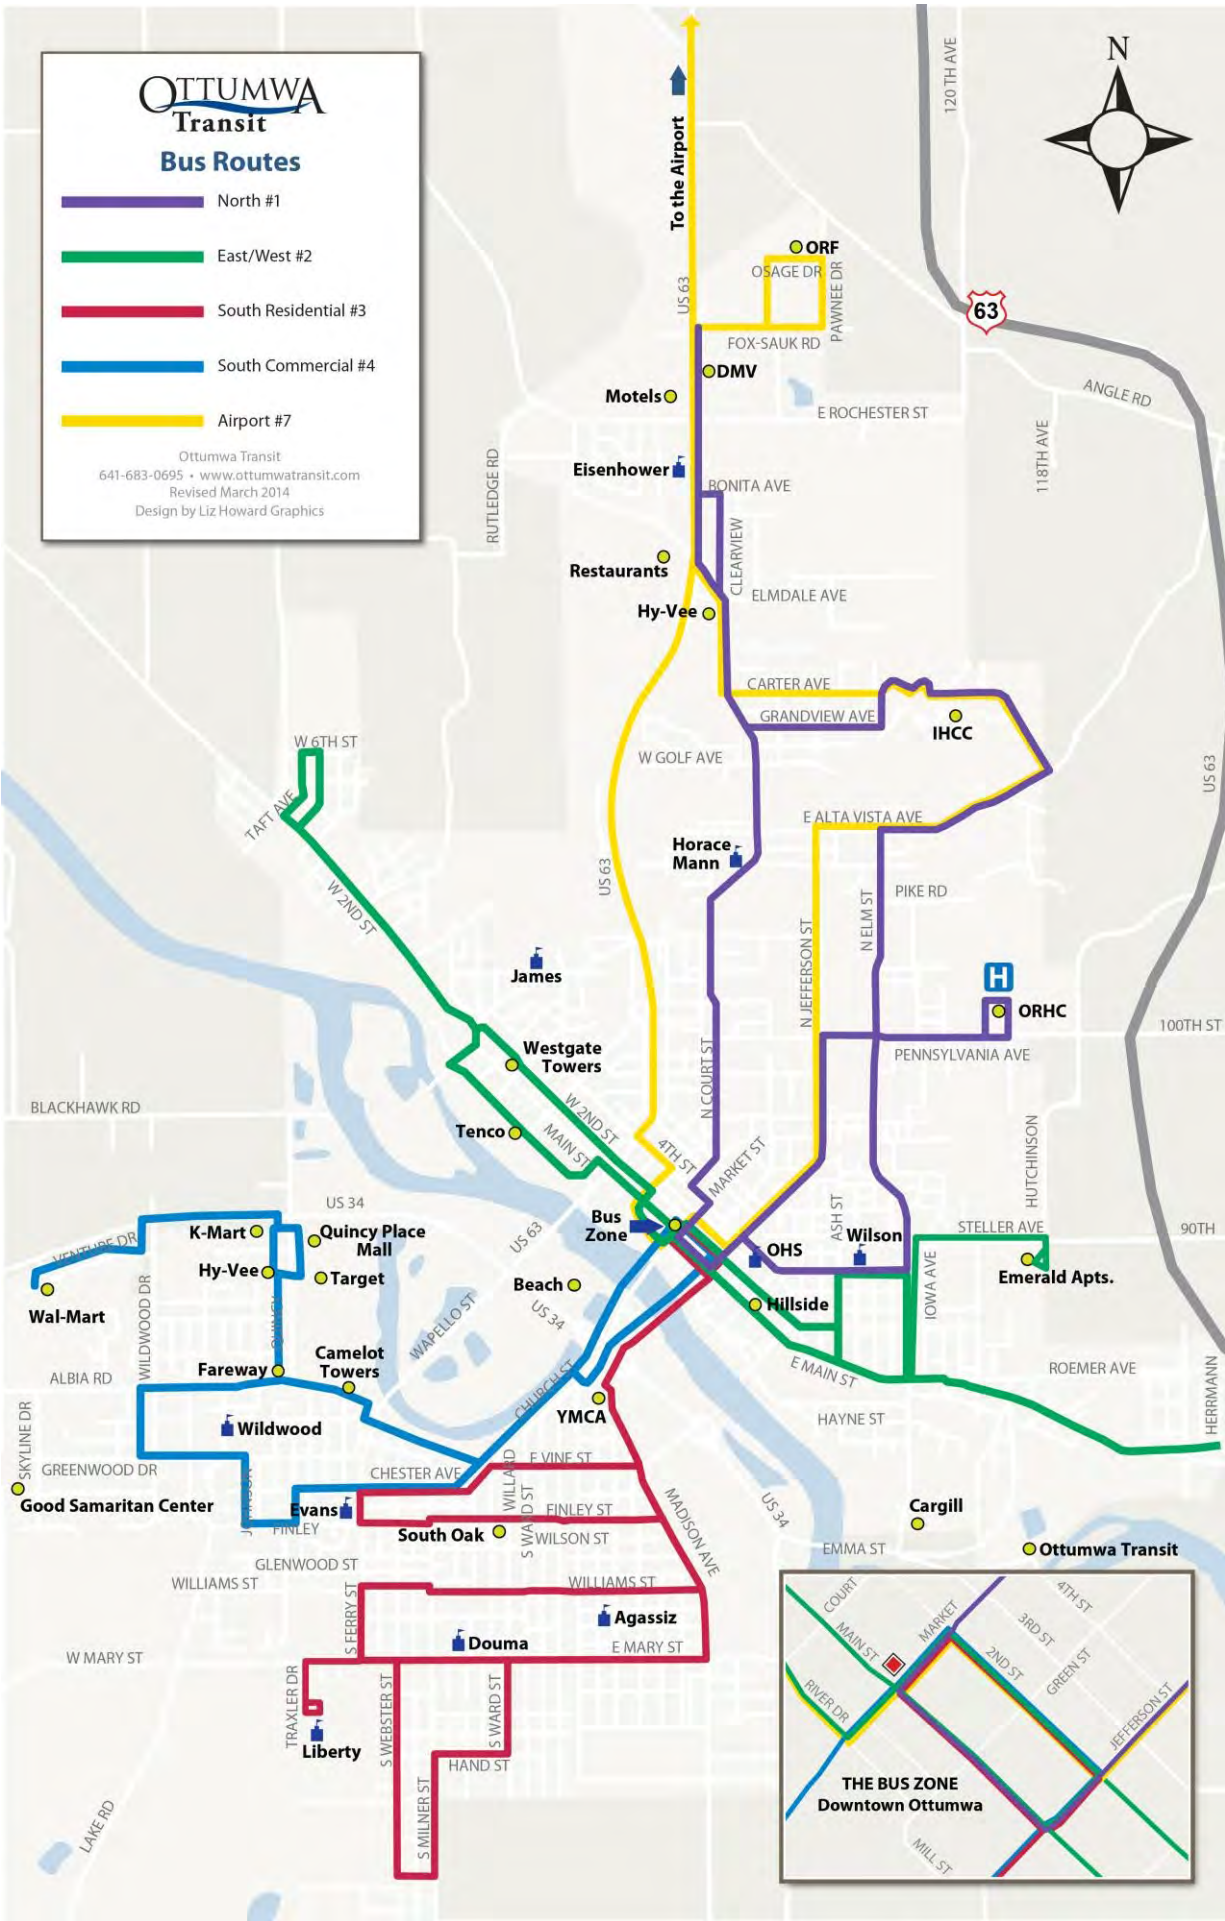 OTTUMWA
Transit
Bus Routes
North #1
East/West #2
South Residential #3
South Commercial #4
Airport #7
Ottumwa Transit
641-683-0695 • www.ottumwatransit.com
Revised March 2014
Design by Liz Howard Graphics
N
120 TH AVE
To the Airport
US 63
ORF
OSAGE DR
PAWNEE DR
63
FOX-SAUK RD
DMV
Motels
ANGLE RD
E ROCHESTER ST
118TH AVE
Eisenhower
BONITA AVE
RUTLEDGE RD
CLEARVIEW
Restaurants
ELMDALE AVE
Hy-Vee
CARTER AVE
GRANDVIEW AVE
IHCC
W 6TH ST
W GOLF AVE
US 63
TAFT AVE
E ALTA VISTA AVE
Horace
Mann
US 63
PIKE RD
W 2ND ST
N ELM ST
N JEFFERSON ST
James
H
ORHC
100TH ST
Westgate
Towers
PENNSYLVANIA AVE
N COURT ST
BLACKHAWK RD
W 2ND ST
Tenco
MAIN ST
4TH ST
MARKET ST
HUTCHINSON
US 34
US 63
Bus
Zone
ASH ST
STELLER AVE
90TH
K-Mart
Quincy Place
Mall
VENTURE DR
OHS
Wilson
Hy-Vee
Target
Beach
Emerald Apts.
Wal-Mart
WILDWOOD DR
QUINCY
US 34
Hillside
IOWA AVE
WAPELLO ST
Fareway
Camelot
Towers
ALBIA RD
E MAIN ST
ROEMER AVE
CHURCH ST
HERRMANN
YMCA
HAYNE ST
SKYLINE DR
Wildwood
GREENWOOD DR
CHESTER AVE
E VINE ST
WILLARD
Good Samaritan Center
JOHNSON
Evans
FINLEY
FINLEY ST
S WARD ST
MADISON AVE
US 34
Cargill
South Oak
WILSON ST
EMMA ST
Ottumwa Transit
GLENWOOD ST
WILLIAMS ST
WILLIAMS ST
S FERRY ST
Agassiz
Douma
E MARY ST
W MARY ST
TRAXLER DR
S WEBSTER ST
S WARD ST
Liberty
HAND ST
S MILNER ST
LAKE RD
COURT
MAIN ST
MARKET
4TH ST
3RD ST
2ND ST
GREEN ST
RIVER DR
JEFFERSON ST
THE BUS ZONE
Downtown Ottumwa
MILL ST